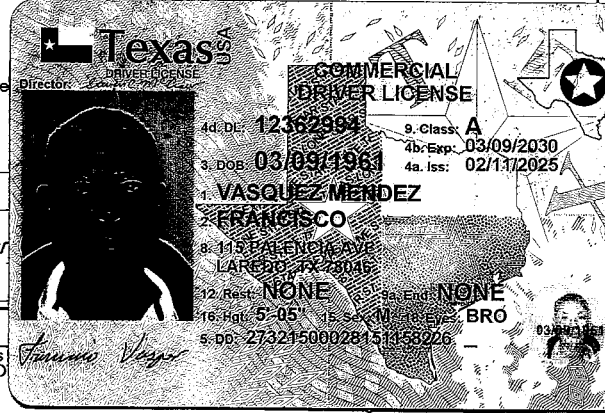 Texas USA
DRIVER LICENSE
Director:
COMMERCIAL
DRIVER LICENSE
4d. DL: 12362994 9. Class: A
4b. Exp: 03/09/2030
3. DOB: 03/09/1961 4a. Iss: 02/11/2025
1. VASQUEZ MENDEZ
2. FRANCISCO
8. 115 PALENCIA AVE
LAREDO, TX 78046
12. Rest: NONE 9a. End: NONE
16. Hgt: 5'-05" 15. Sex: M 18. Eyes: BRO
03/09/1961
5. DD: 27321500028151158226